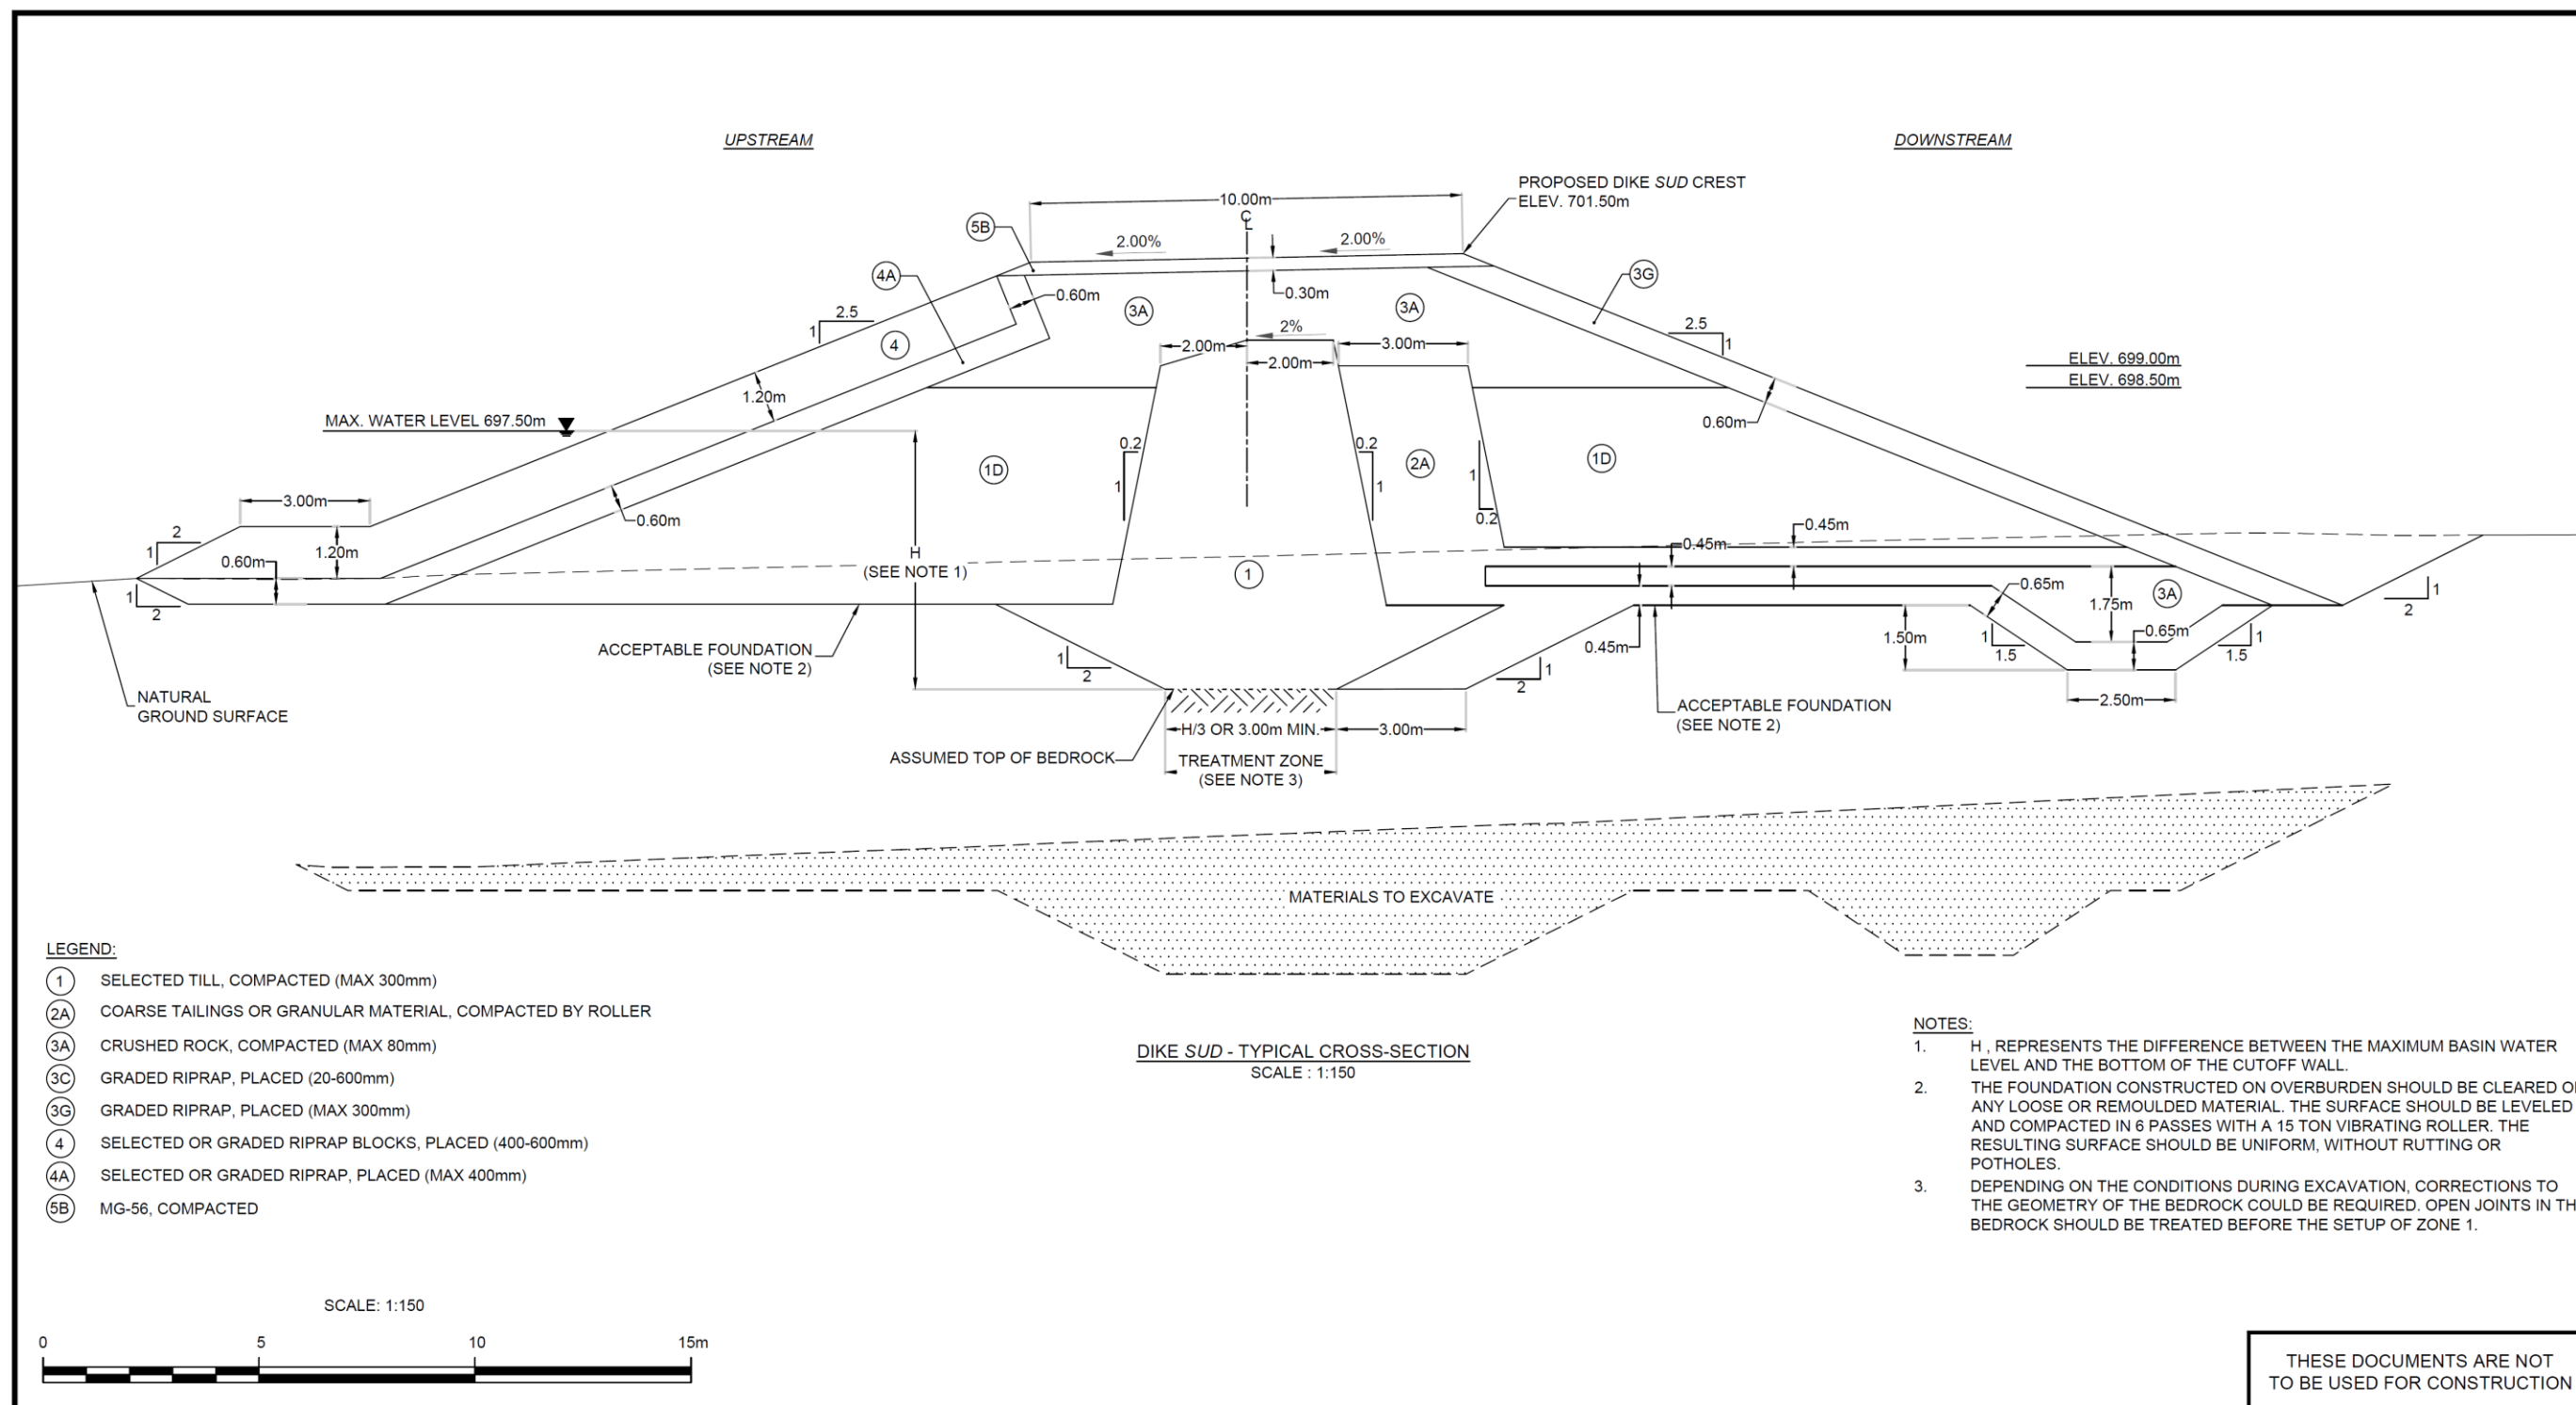 UPSTREAM
DOWNSTREAM
10.00m
PROPOSED DIKE SUD CREST
ELEV. 701.50m
CL
5B
2.00%
2.00%
4A
3G
0.60m
0.30m
3A
3A
2.5
1
2.5
1
4
2%
2.00m
3.00m
2.00m
ELEV. 699.00m
ELEV. 698.50m
1.20m
MAX. WATER LEVEL 697.50m
0.60m
0.2
1
0.2
1
1D
2A
1
0.2
1D
3.00m
0.60m
2
1
1.20m
0.45m
0.45m
H
(SEE NOTE 1)
0.60m
1
0.65m
1
2
3A
1.75m
1
2
0.65m
1.50m
0.45m
1
1.5
1
1.5
ACCEPTABLE FOUNDATION
(SEE NOTE 2)
1
2
1
2
NATURAL
GROUND SURFACE
2.50m
ACCEPTABLE FOUNDATION
(SEE NOTE 2)
H/3 OR 3.00m MIN.
3.00m
ASSUMED TOP OF BEDROCK
TREATMENT ZONE
(SEE NOTE 3)
MATERIALS TO EXCAVATE
LEGEND:
1 SELECTED TILL, COMPACTED (MAX 300mm)
2A COARSE TAILINGS OR GRANULAR MATERIAL, COMPACTED BY ROLLER
3A CRUSHED ROCK, COMPACTED (MAX 80mm)
3C GRADED RIPRAP, PLACED (20-600mm)
3G GRADED RIPRAP, PLACED (MAX 300mm)
4 SELECTED OR GRADED RIPRAP BLOCKS, PLACED (400-600mm)
4A SELECTED OR GRADED RIPRAP, PLACED (MAX 400mm)
5B MG-56, COMPACTED
DIKE SUD - TYPICAL CROSS-SECTION
SCALE : 1:150
NOTES:
1. H , REPRESENTS THE DIFFERENCE BETWEEN THE MAXIMUM BASIN WATER
LEVEL AND THE BOTTOM OF THE CUTOFF WALL.
2. THE FOUNDATION CONSTRUCTED ON OVERBURDEN SHOULD BE CLEARED
ANY LOOSE OR REMOULDED MATERIAL. THE SURFACE SHOULD BE LEVELED
AND COMPACTED IN 6 PASSES WITH A 15 TON VIBRATING ROLLER. THE
RESULTING SURFACE SHOULD BE UNIFORM, WITHOUT RUTTING OR
POTHOLES.
3. DEPENDING ON THE CONDITIONS DURING EXCAVATION, CORRECTIONS TO
THE GEOMETRY OF THE BEDROCK COULD BE REQUIRED. OPEN JOINTS IN
BEDROCK SHOULD BE TREATED BEFORE THE SETUP OF ZONE 1.
SCALE: 1:150
0 5 10 15m
THESE DOCUMENTS ARE NOT
TO BE USED FOR CONSTRUCTION